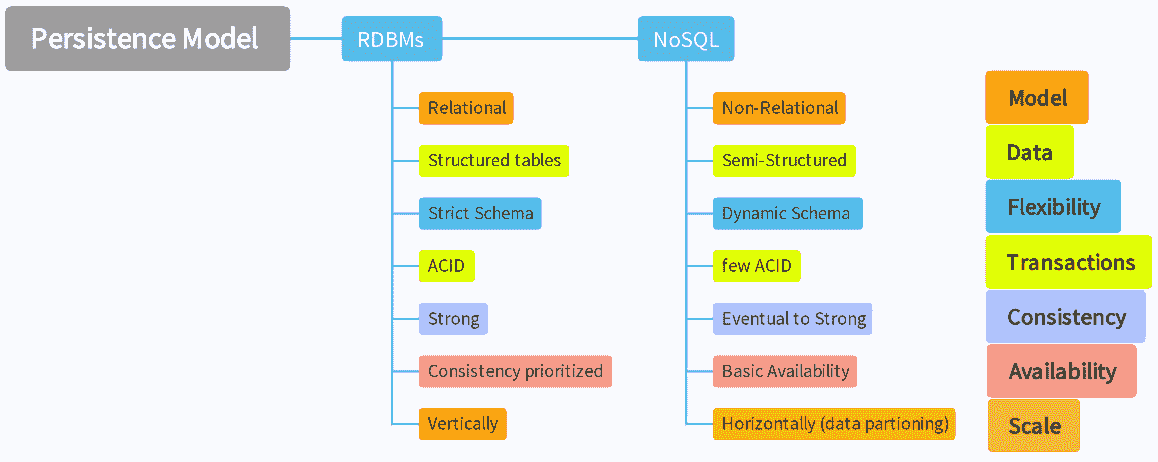 Persistence Model
RDBMs
NoSQL
Relational
Non-Relational
Model
Structured tables
Semi-Structured
Data
Strict Schema
Dynamic Schema
Flexibility
ACID
few ACID
Transactions
Strong
Eventual to Strong
Consistency
Consistency prioritized
Basic Availability
Availability
Vertically
Horizontally (data partioning)
Scale